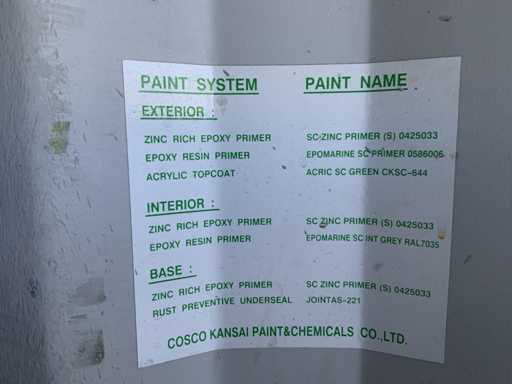 PAINT SYSTEM PAINT NAME
EXTERIOR :
ZINC RICH EPOXY PRIMER SC ZINC PRIMER (S) 0425033
EPOXY RESIN PRIMER EPOMARINE SC PRIMER 0586006
ACRYLIC TOPCOAT ACRIC SC GREEN CKSC-644
INTERIOR :
ZINC RICH EPOXY PRIMER SC ZINC PRIMER (S) 0425033
EPOXY RESIN PRIMER EPOMARINE SC INT GREY RAL7035
BASE :
ZINC RICH EPOXY PRIMER SC ZINC PRIMER (S) 0425033
RUST PREVENTIVE UNDERSEAL JOINTAS-221
COSCO KANSAI PAINT&CHEMICALS CO.,LTD.